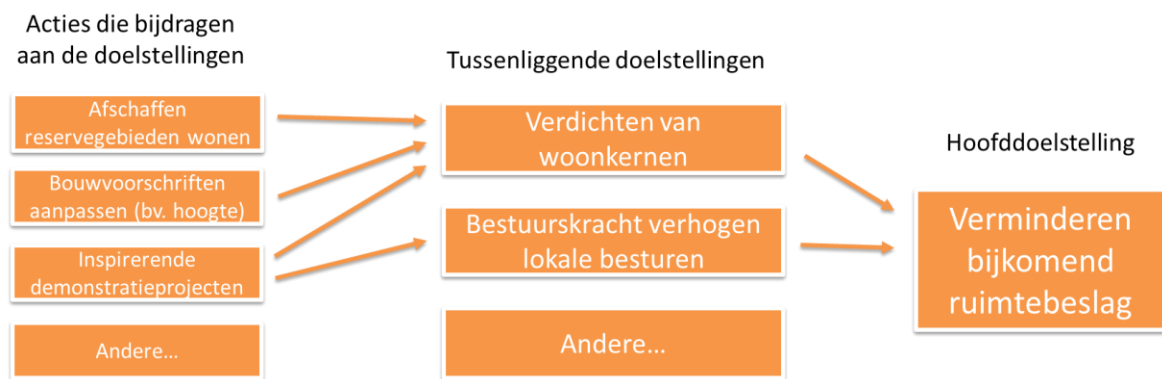 Acties die bijdragen
aan de doelstellingen
Afschaffen
reservegebieden wonen
Bouwvoorschriften
aanpassen (bv. hoogte)
Inspirerende
demonstratieprojecten
Andere...
Tussenliggende doelstellingen
Verdichten van
woonkernen
Bestuurskracht verhogen
lokale besturen
Andere...
Hoofddoelstelling
Verminderen
bijkomend
ruimtebeslag